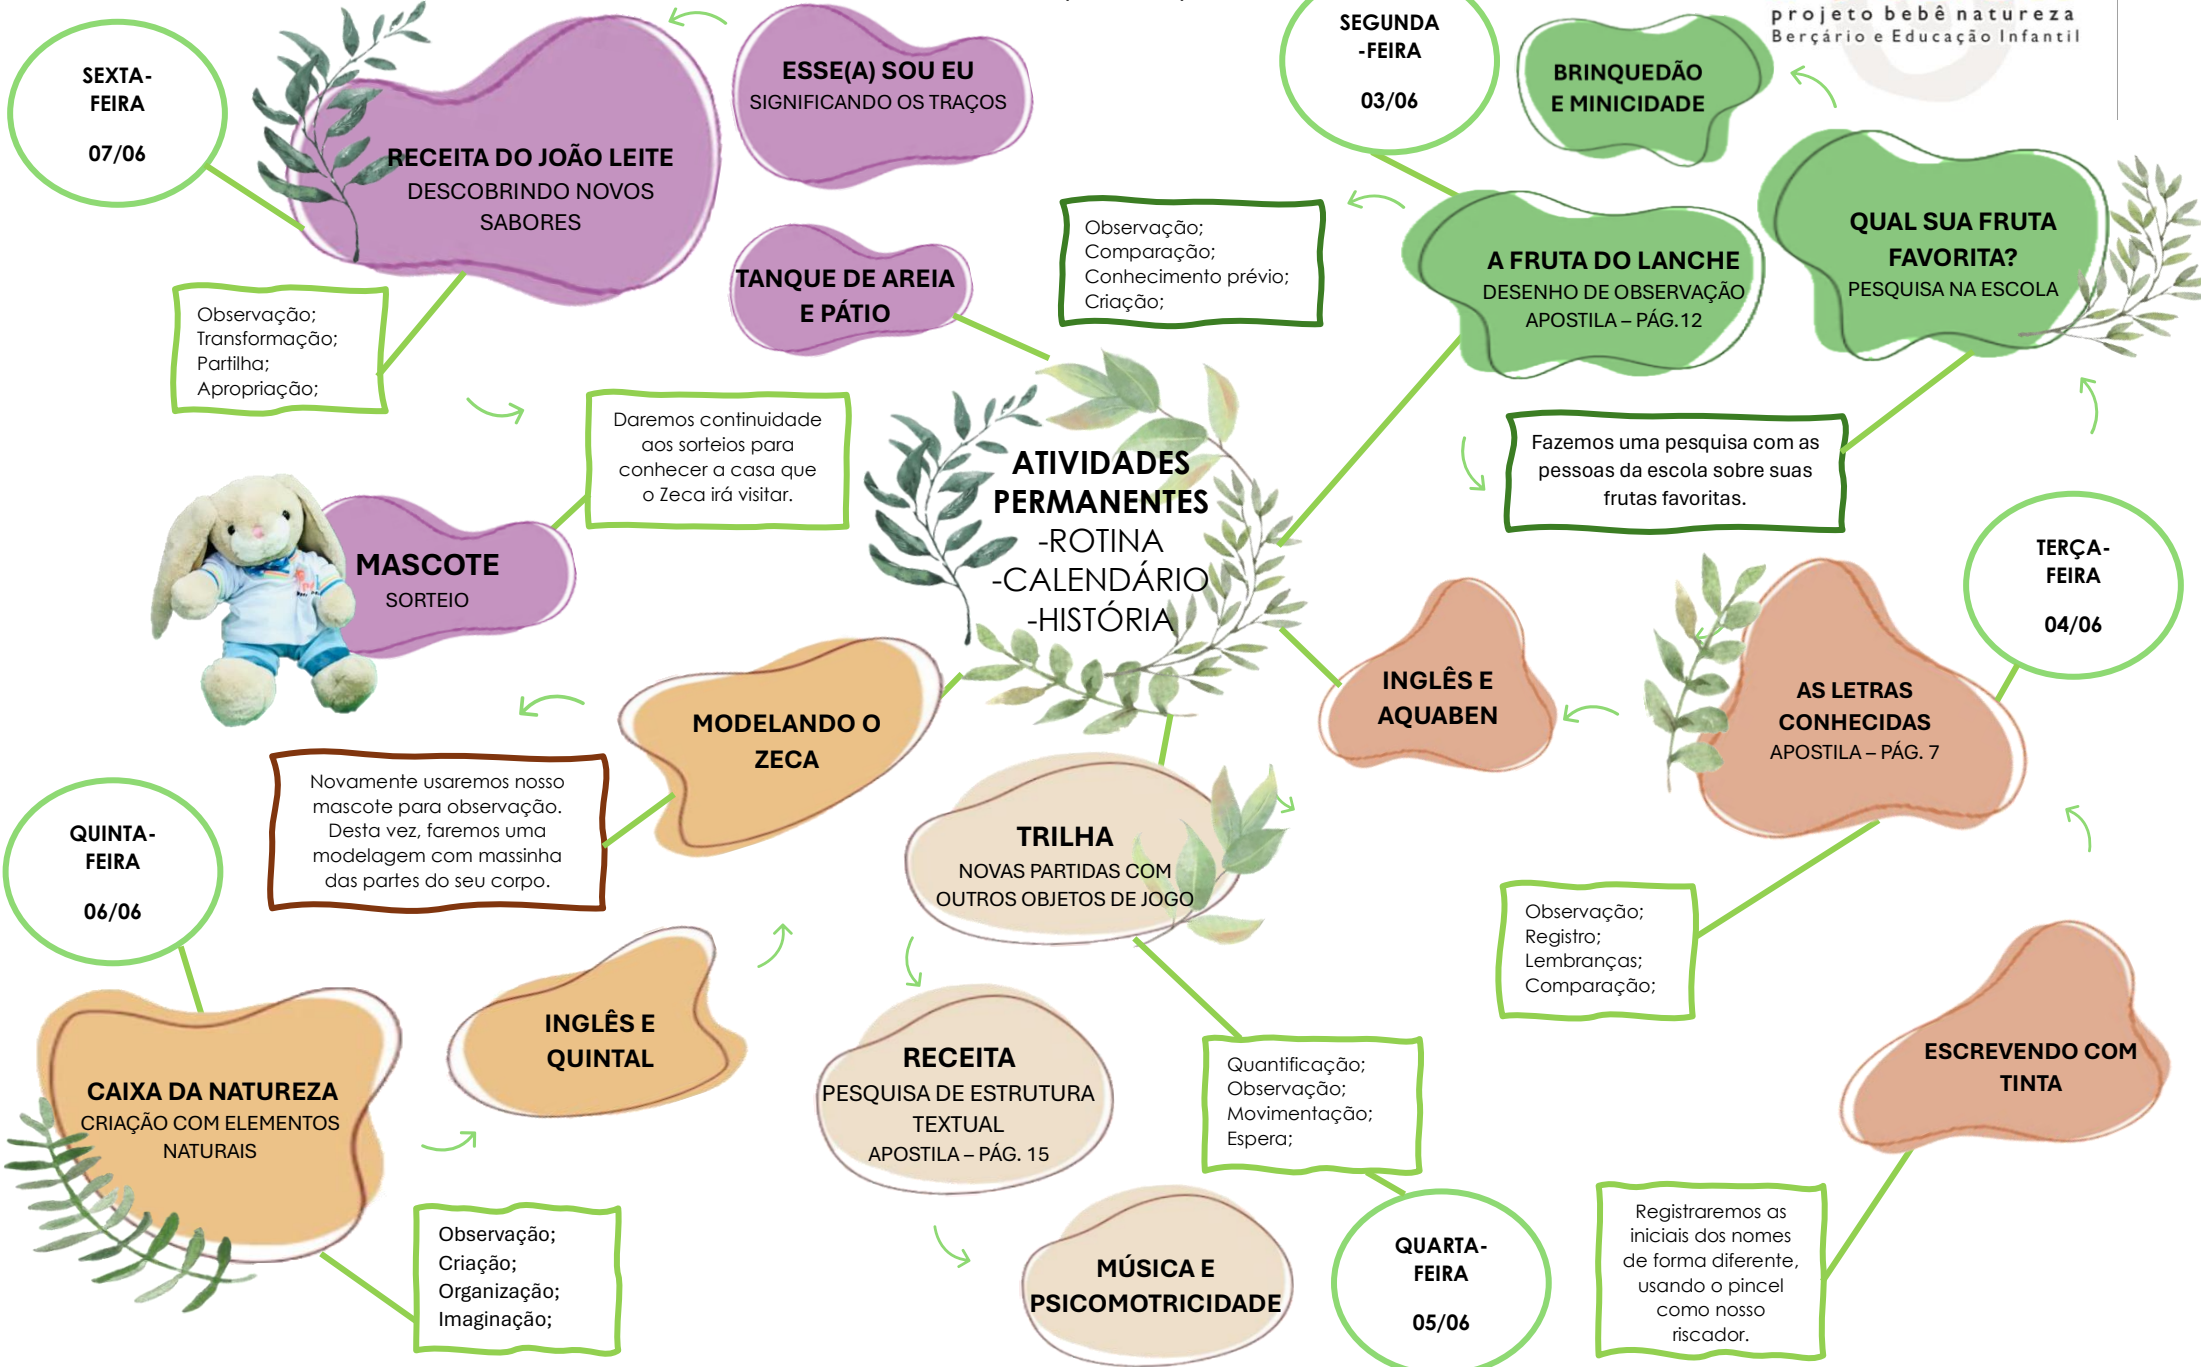 projeto bebê natureza
Berçário e Educação Infantil
SEGUNDA
-FEIRA
03/06
BRINQUEDÃO
E MINICIDADE
A FRUTA DO LANCHE
DESENHO DE OBSERVAÇÃO
APOSTILA – PÁG.12
Observação;
Comparação;
Conhecimento prévio;
Criação;
QUAL SUA FRUTA
FAVORITA?
PESQUISA NA ESCOLA
Fazemos uma pesquisa com as
pessoas da escola sobre suas
frutas favoritas.
TERÇA-
FEIRA
04/06
AS LETRAS
CONHECIDAS
APOSTILA – PÁG. 7
INGLÊS E
AQUABEN
Observação;
Registro;
Lembranças;
Comparação;
ESCREVENDO COM
TINTA
Registraremos as
iniciais dos nomes
de forma diferente,
usando o pincel
como nosso
riscador.
QUARTA-
FEIRA
05/06
TRILHA
NOVAS PARTIDAS COM
OUTROS OBJETOS DE JOGO
Quantificação;
Observação;
Movimentação;
Espera;
RECEITA
PESQUISA DE ESTRUTURA
TEXTUAL
APOSTILA – PÁG. 15
MÚSICA E
PSICOMOTRICIDADE
QUINTA-
FEIRA
06/06
CAIXA DA NATUREZA
CRIAÇÃO COM ELEMENTOS
NATURAIS
Observação;
Criação;
Organização;
Imaginação;
INGLÊS E
QUINTAL
MODELANDO O
ZECA
Novamente usaremos nosso
mascote para observação.
Desta vez, faremos uma
modelagem com massinha
das partes do seu corpo.
SEXTA-
FEIRA
07/06
RECEITA DO JOÃO LEITE
DESCOBRINDO NOVOS
SABORES
Observação;
Transformação;
Partilha;
Apropriação;
ESSE(A) SOU EU
SIGNIFICANDO OS TRAÇOS
TANQUE DE AREIA
E PÁTIO
MASCOTE
SORTEIO
Daremos continuidade
aos sorteios para
conhecer a casa que
o Zeca irá visitar.
ATIVIDADES
PERMANENTES
-ROTINA
-CALENDÁRIO
-HISTÓRIA